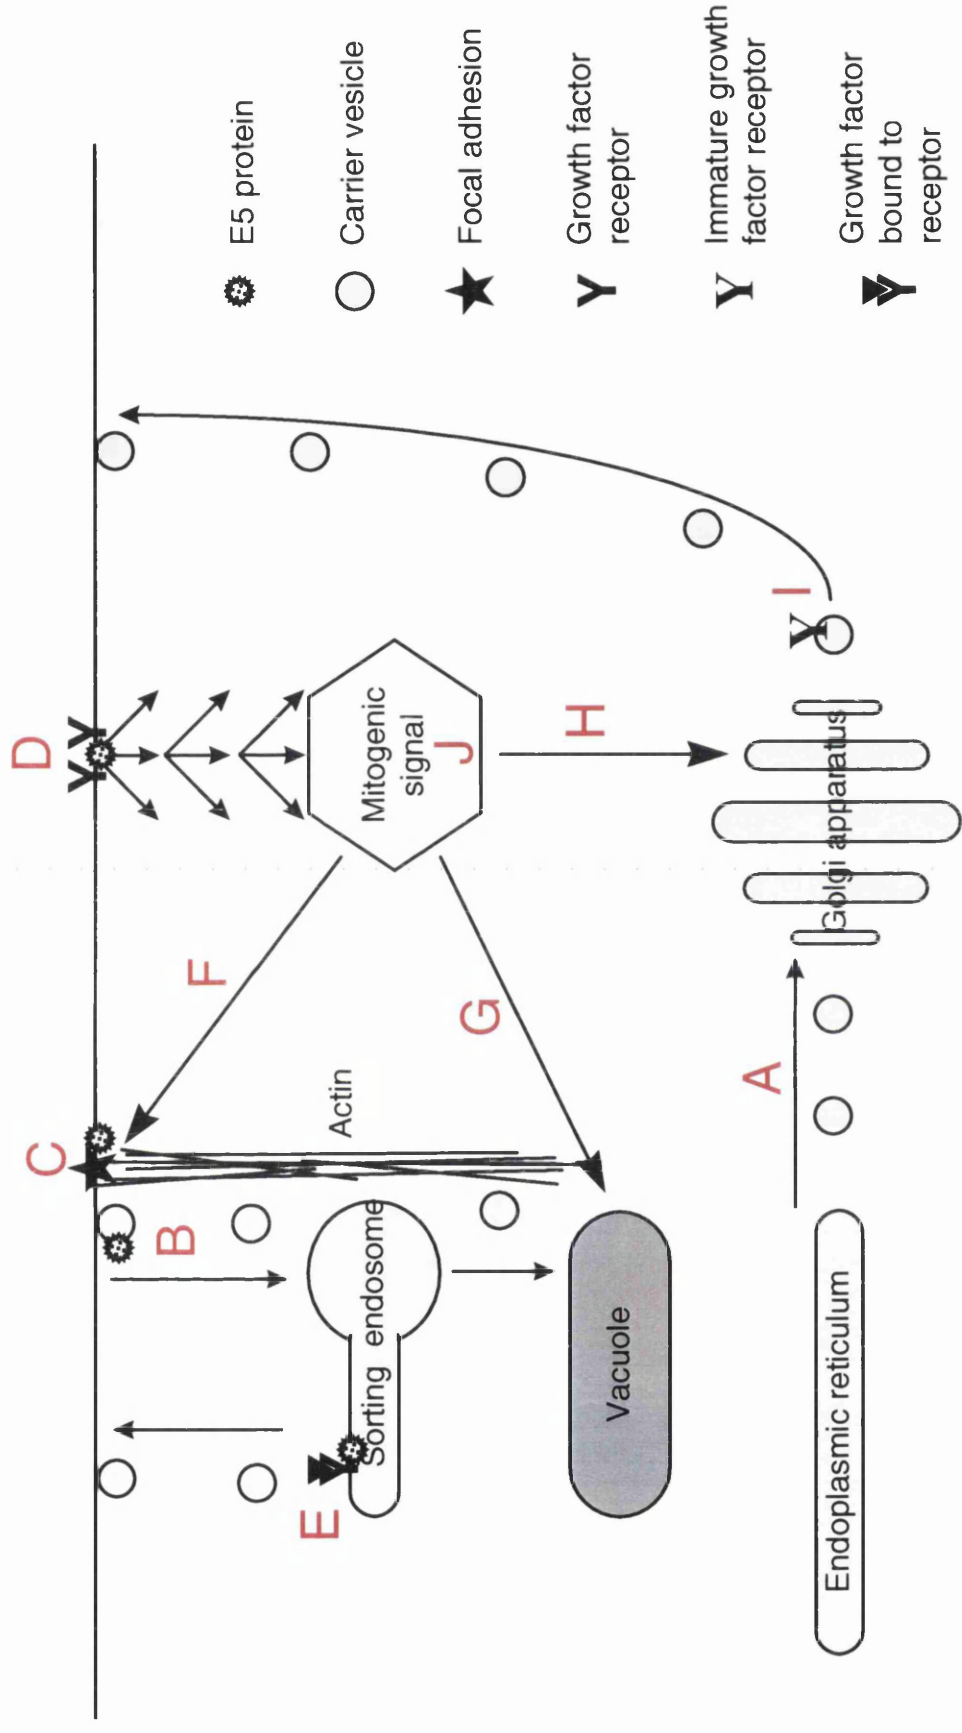 D
C
F
B
E
G
H
I
A
Mitogenic
signal
J
Actin
Sorting endosome
Vacuole
Golgi apparatus
Endoplasmic reticulum
E5 protein
Carrier vesicle
Focal adhesion
Growth factor
receptor
Immature growth
factor receptor
Growth factor
bound to
receptor